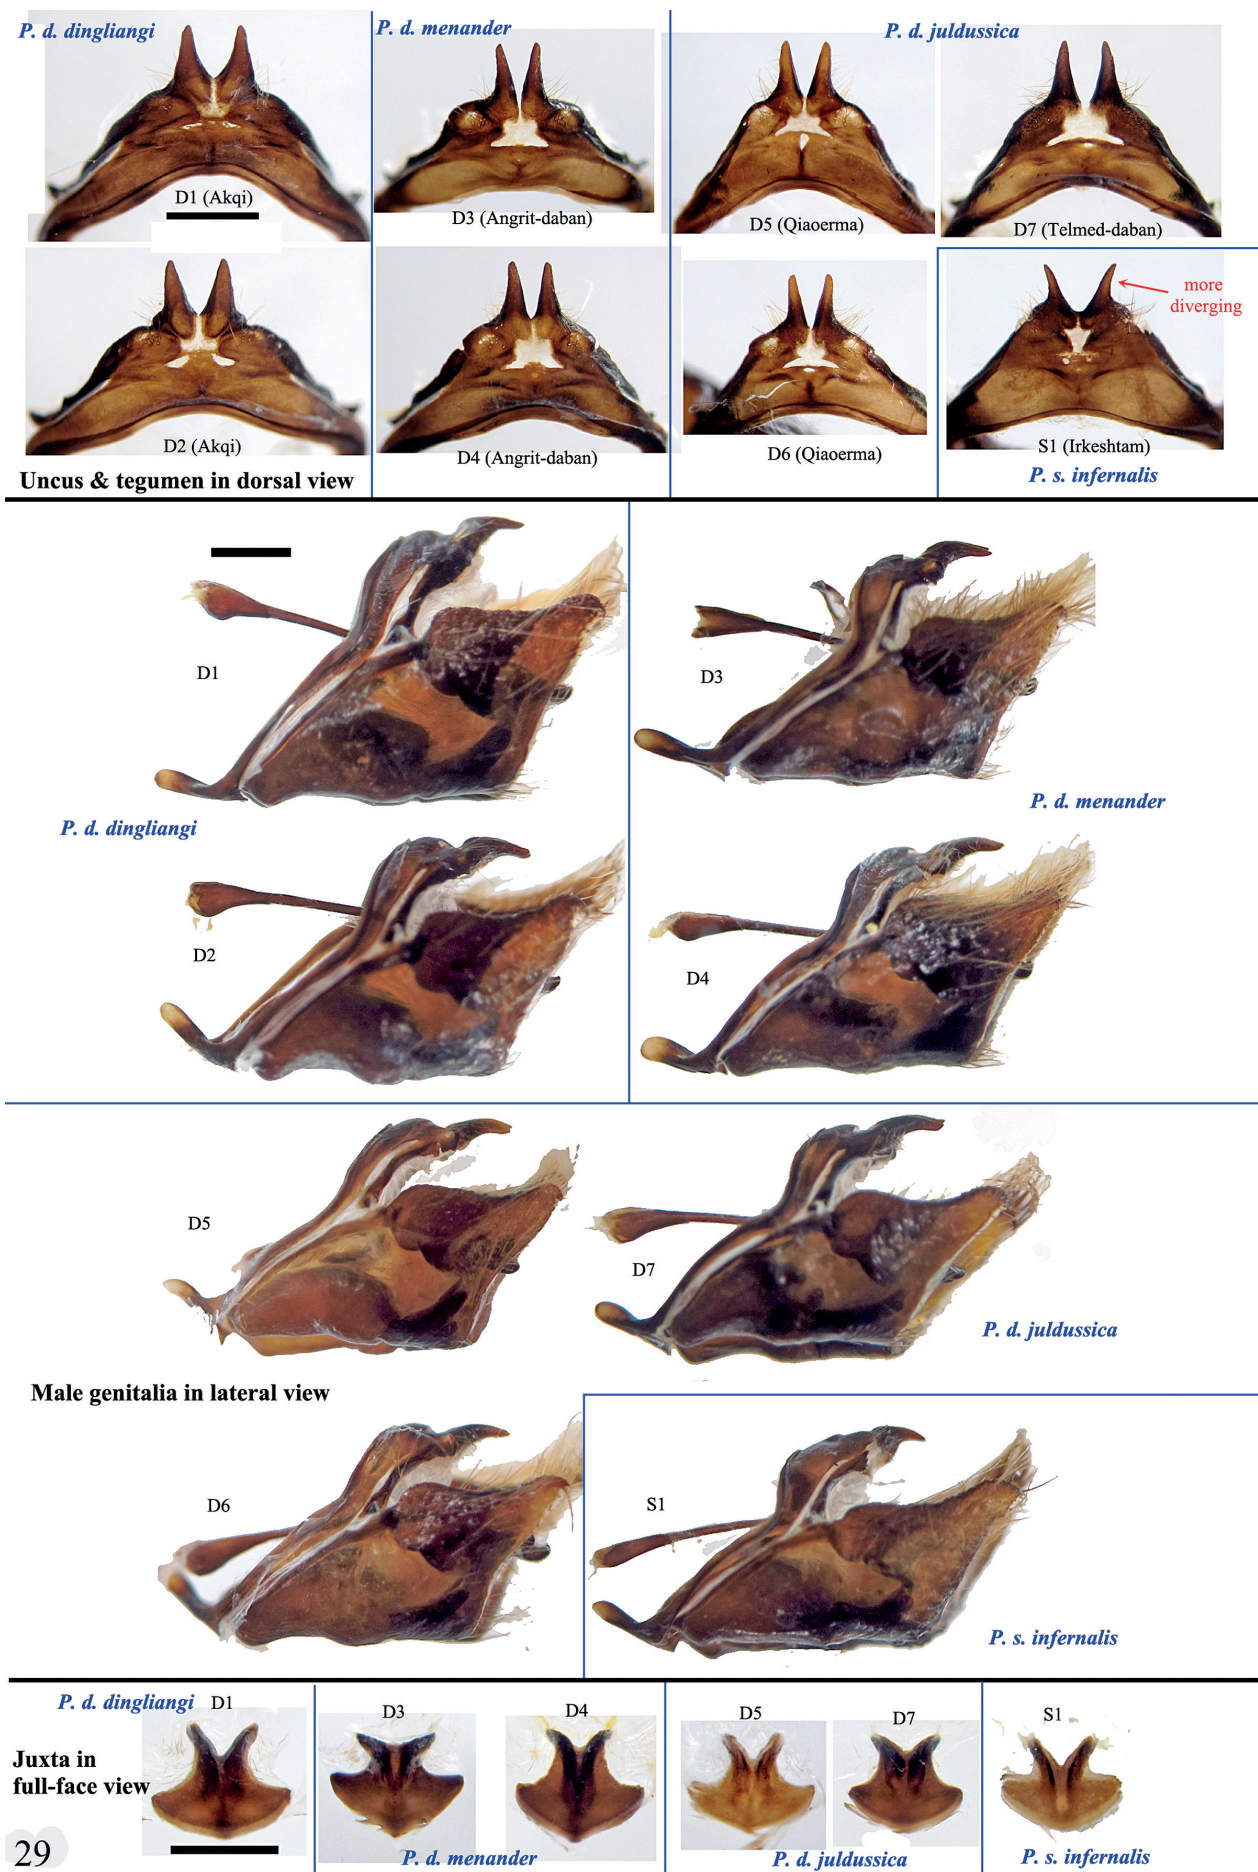 P. d. dingliangi
P. d. menander
P. d. juldussica
D1 (Akqi)
D3 (Angrit-daban)
D5 (Qiaoerma)
D7 (Telmed-daban)
more
diverging
D2 (Akqi)
D4 (Angrit-daban)
D6 (Qiaoerma)
S1 (Irkeshtam)
Uncus & tegumen in dorsal view
P. s. infernalis
D1
D3
P. d. dingliangi
P. d. menander
D2
D4
D5
D7
P. d. juldussica
Male genitalia in lateral view
D6
S1
P. s. infernalis
P. d. dingliangi
D1
D3
D4
D5
D7
S1
Juxta in
full-face view
29
P. d. menander
P. d. juldussica
P. s. infernalis